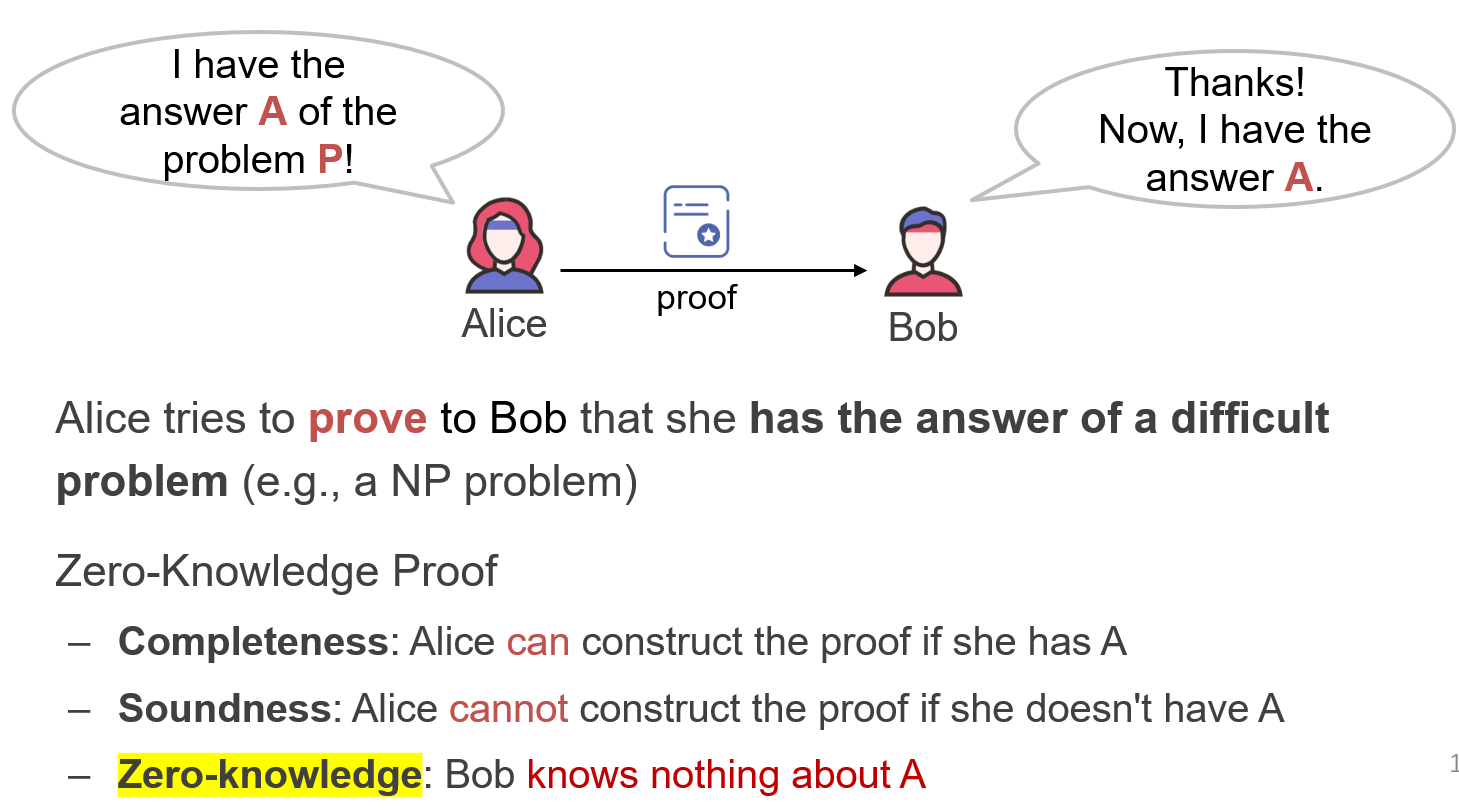 I have the
answer A of the
problem P!
Thanks!
Now, I have the
answer A.
proof
Alice
Bob
Alice tries to prove to Bob that she has the answer of a difficult
problem (e.g., a NP problem)
Zero-Knowledge Proof
– Completeness: Alice can construct the proof if she has A
– Soundness: Alice cannot construct the proof if she doesn't have A
– Zero-knowledge: Bob knows nothing about A
1